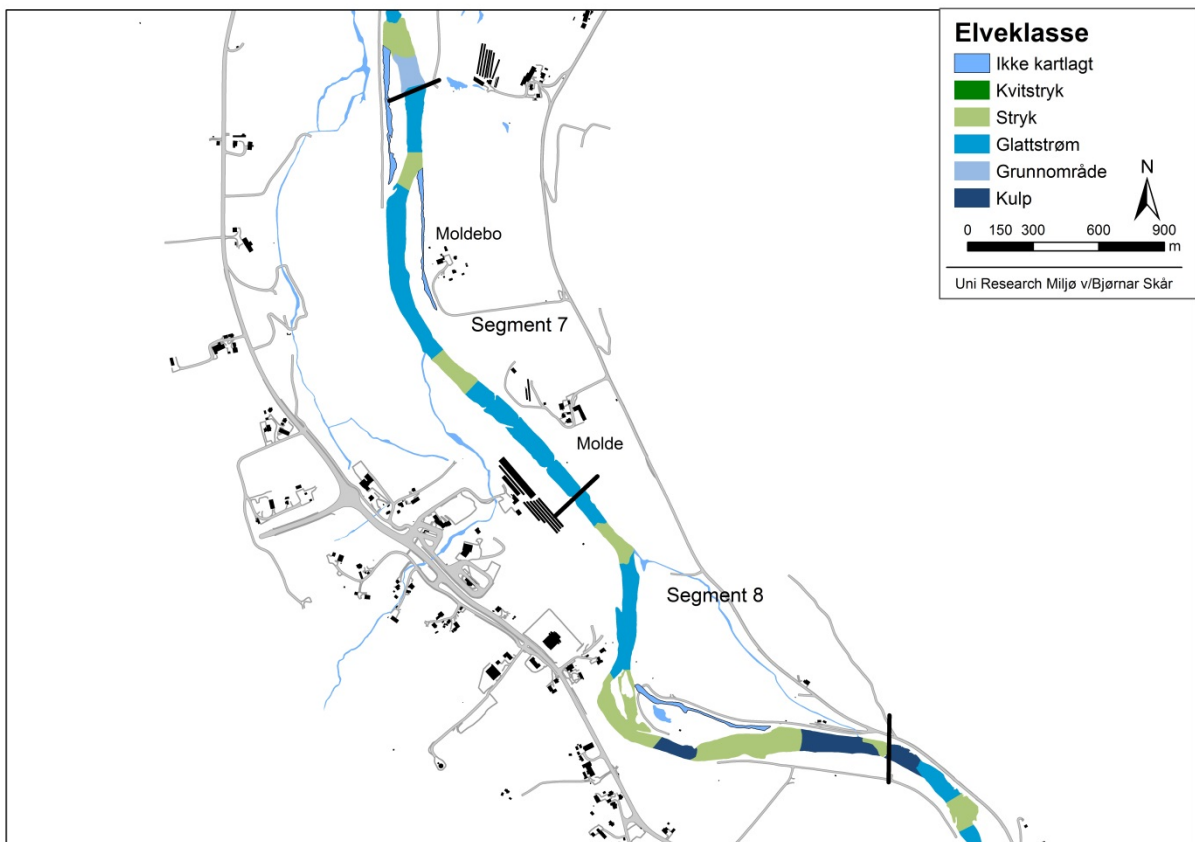 Elveklasse
Ikke kartlagt
Kvitstryk
Stryk
Glattstrøm
Grunnområde
Kulp
N
0 150 300 600 900
m
Uni Research Miljø v/Bjørnar Skår
Moldebo
Segment 7
Molde
Segment 8